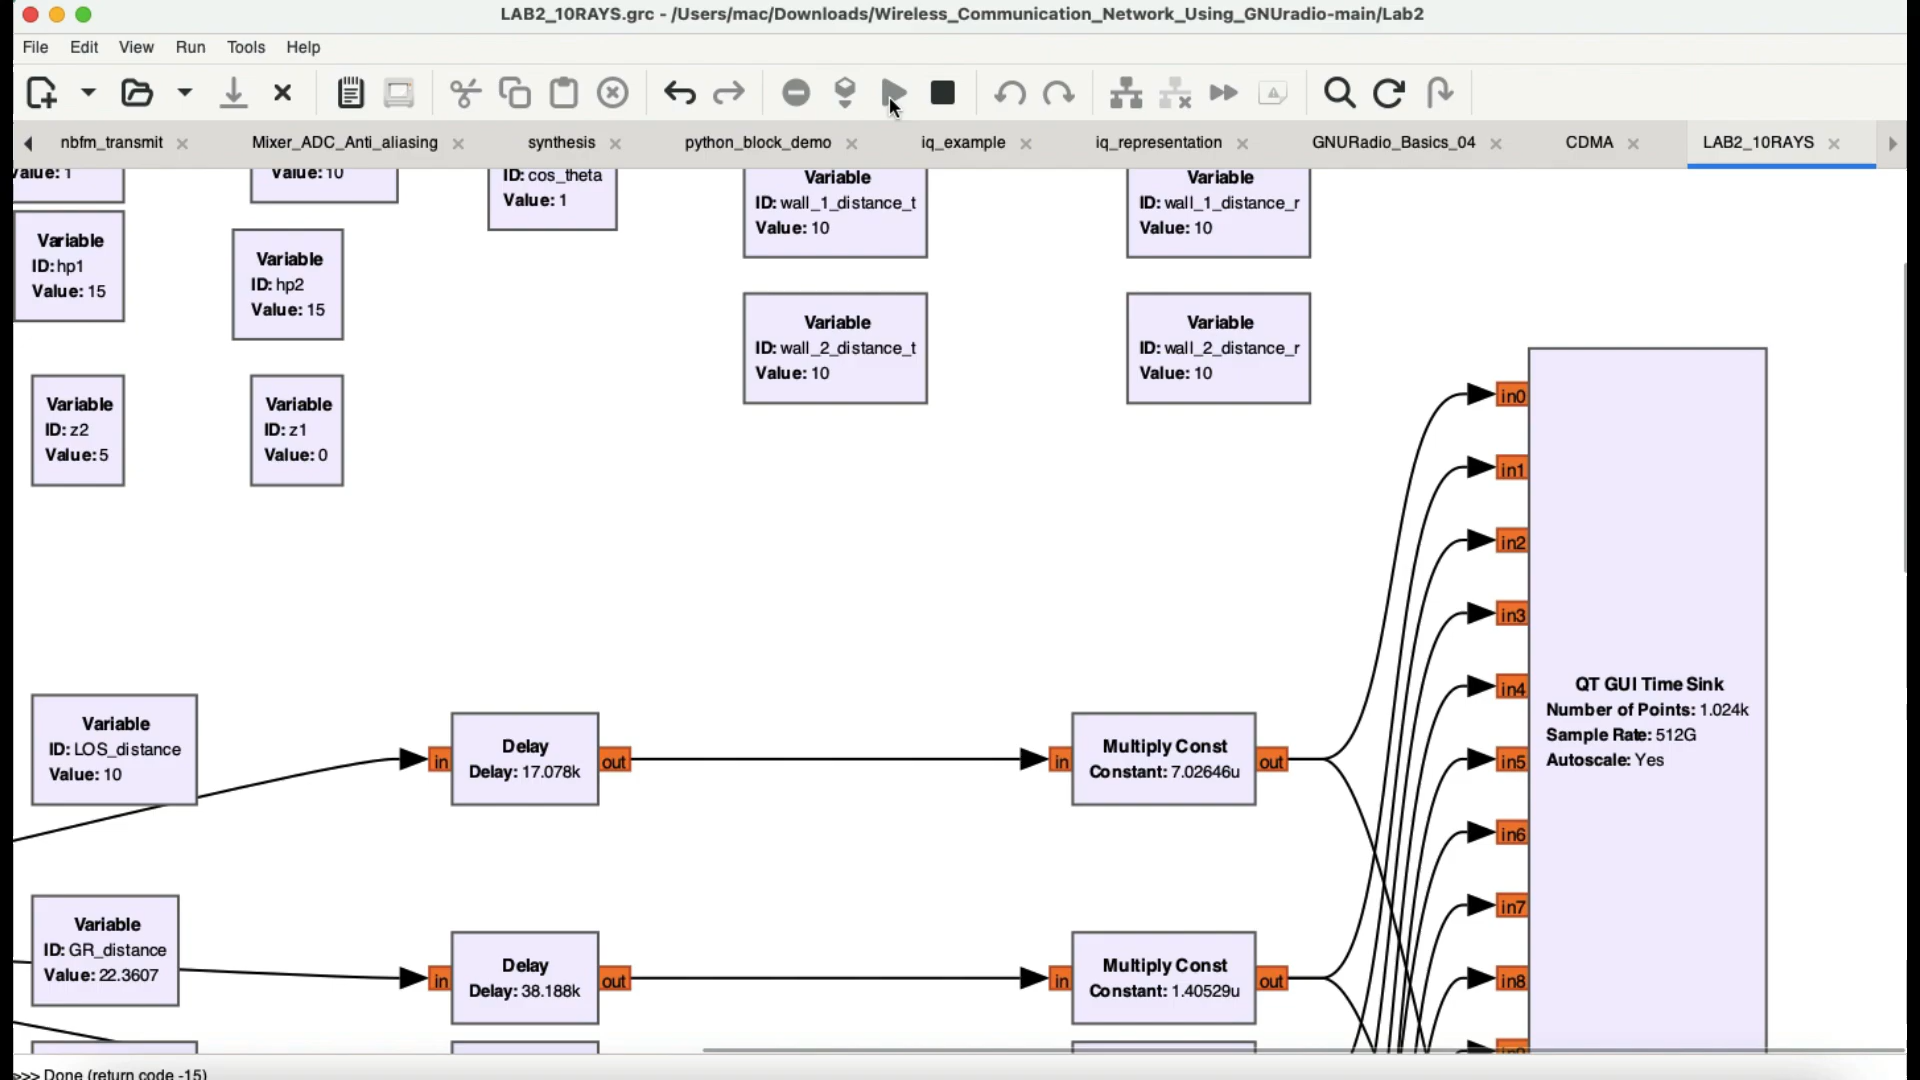 LAB2_10RAYS.grc - /Users/mac/Downloads/Wireless_Communication_Network_Using_GNUradio-main/Lab2
File Edit View Run Tools Help
nbfm_transmit Mixer_ADC_Anti_aliasing synthesis python_block_demo iq_example iq_representation GNURadio_Basics_04 CDMA LAB2_10RAYS
Value: 1
Value: 10
ID: cos_theta
Value: 1
Variable
ID: wall_1_distance_t
Value: 10
Variable
ID: wall_1_distance_r
Value: 10
Variable
ID: hp1
Value: 15
Variable
ID: hp2
Value: 15
Variable
ID: wall_2_distance_t
Value: 10
Variable
ID: wall_2_distance_r
Value: 10
Variable
ID: z2
Value: 5
Variable
ID: z1
Value: 0
in0
in1
in2
in3
in4
in5
in6
in7
in8
QT GUI Time Sink
Number of Points: 1.024k
Sample Rate: 512G
Autoscale: Yes
Variable
ID: LOS_distance
Value: 10
in
Delay
Delay: 17.078k
out
in
Multiply Const
Constant: 7.02646u
out
Variable
ID: GR_distance
Value: 22.3607
in
Delay
Delay: 38.188k
out
in
Multiply Const
Constant: 1.40529u
out
>>> Done (return code -15)